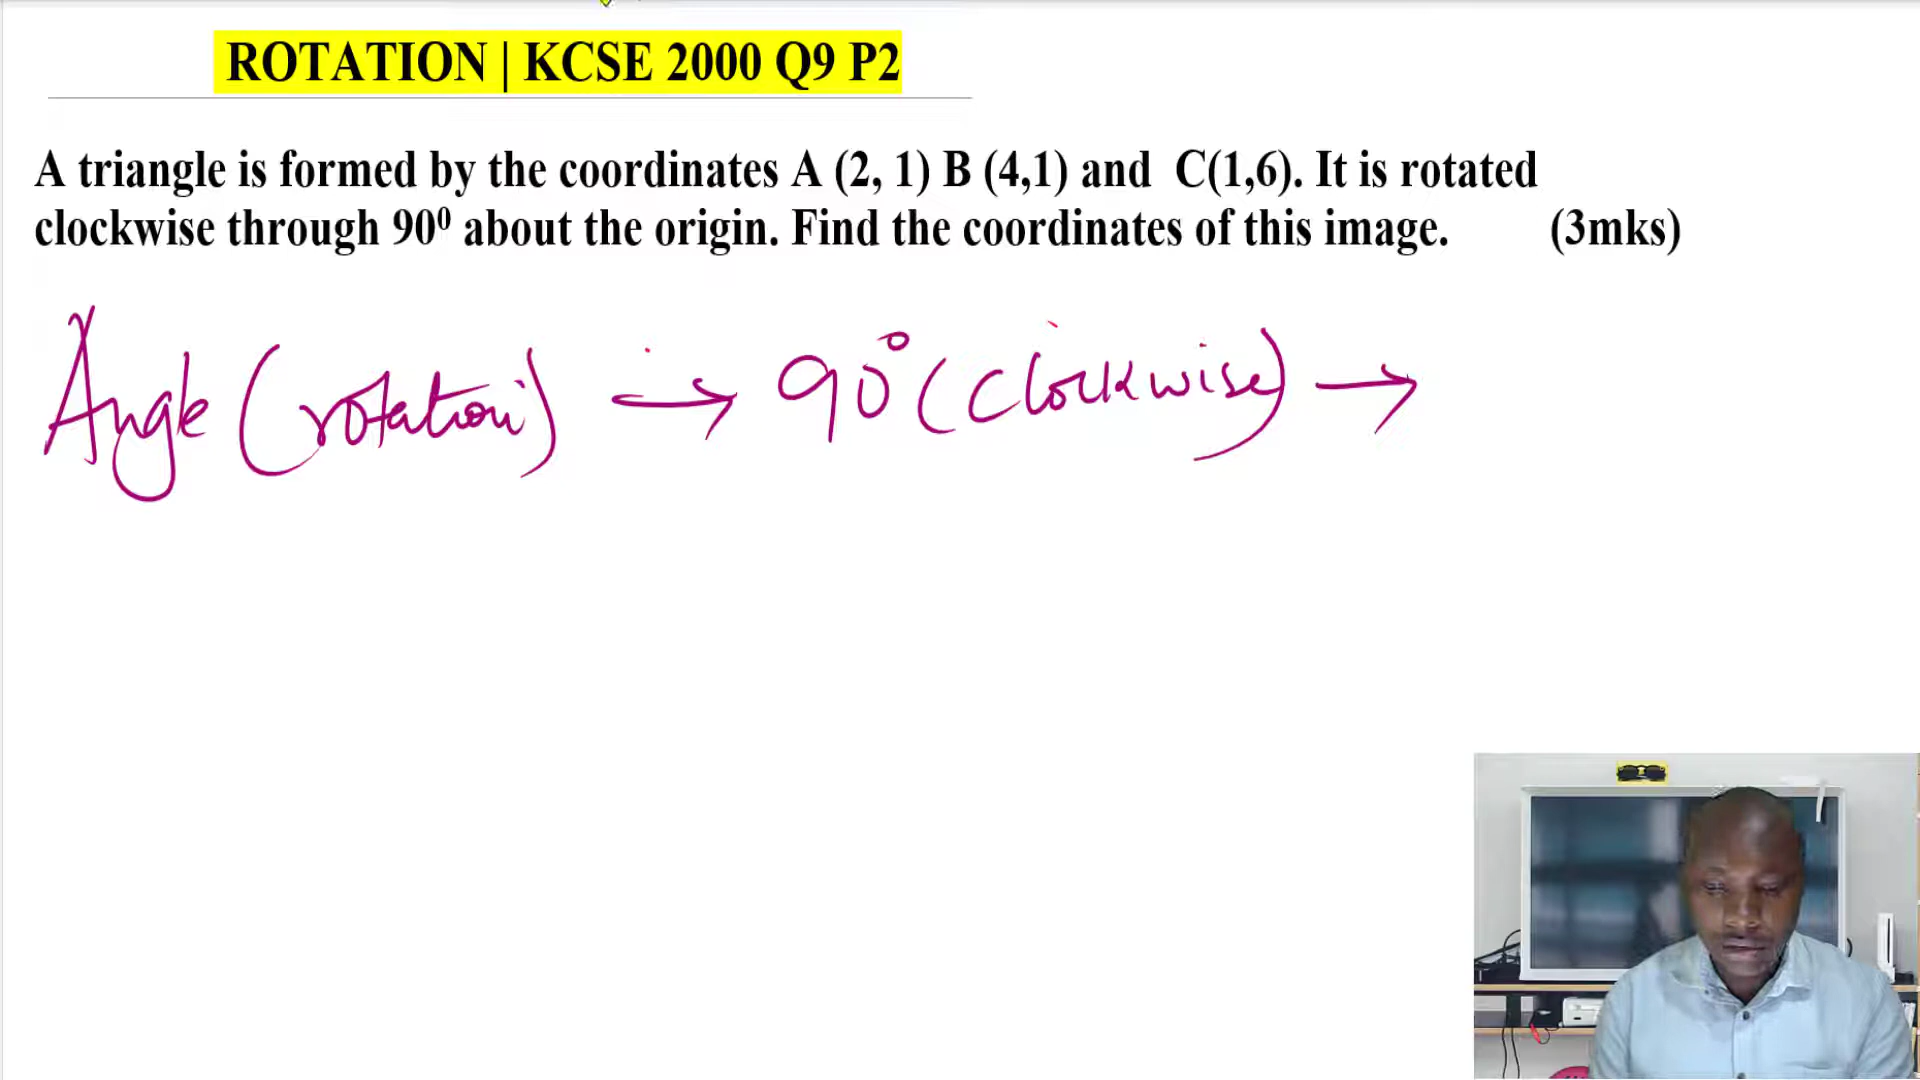 ROTATION | KCSE 2000 Q9 P2
A triangle is formed by the coordinates A (2, 1) B (4,1) and C(1,6). It is rotated
clockwise through 90⁰ about the origin. Find the coordinates of this image. (3mks)
Angle (rotation) → 90° (clockwise) →